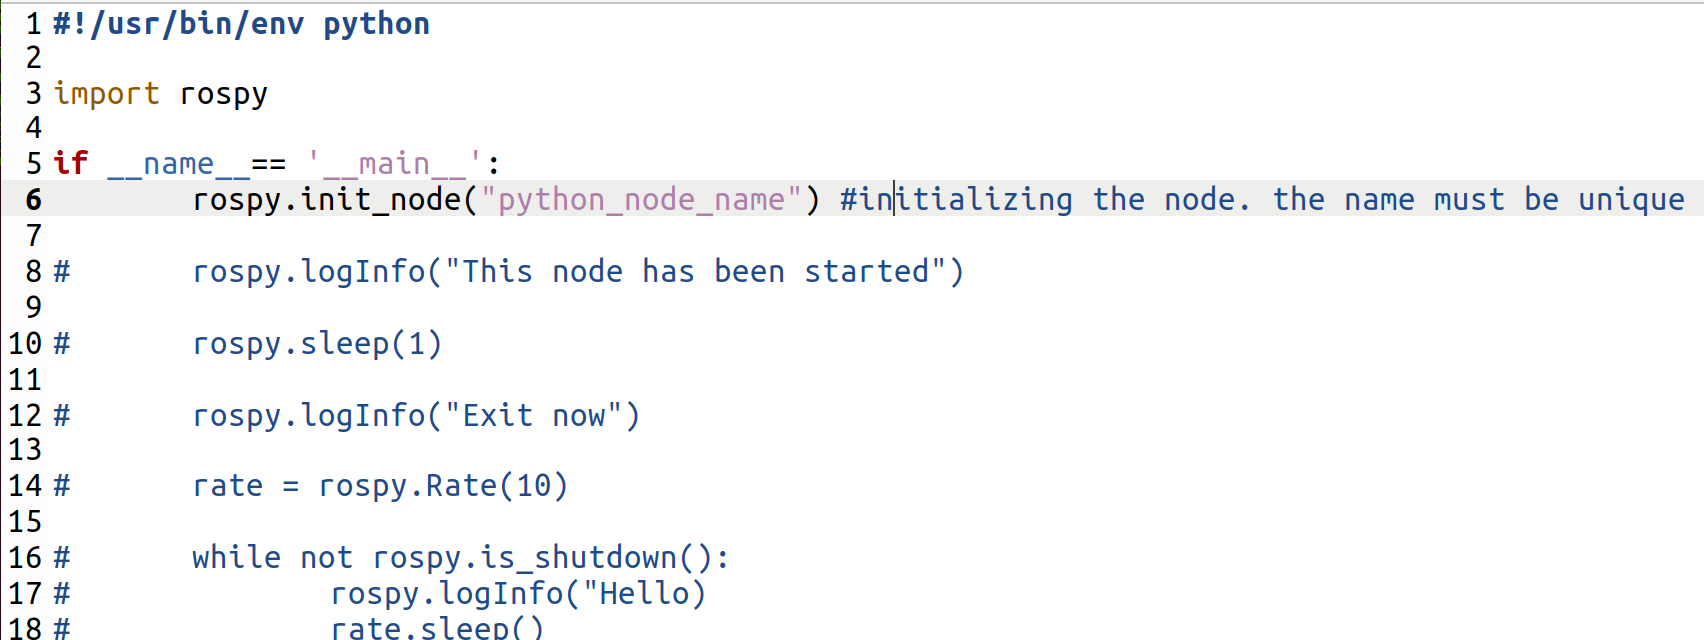 1 #!/usr/bin/env python
2
3 import rospy
4
5 if __name__== '__main__':
6 rospy.init_node("python_node_name") #initializing the node. the name must be unique
7
8 # rospy.logInfo("This node has been started")
9
10 # rospy.sleep(1)
11
12 # rospy.logInfo("Exit now")
13
14 # rate = rospy.Rate(10)
15
16 # while not rospy.is_shutdown():
17 # rospy.logInfo("Hello)
18 # rate.sleep()